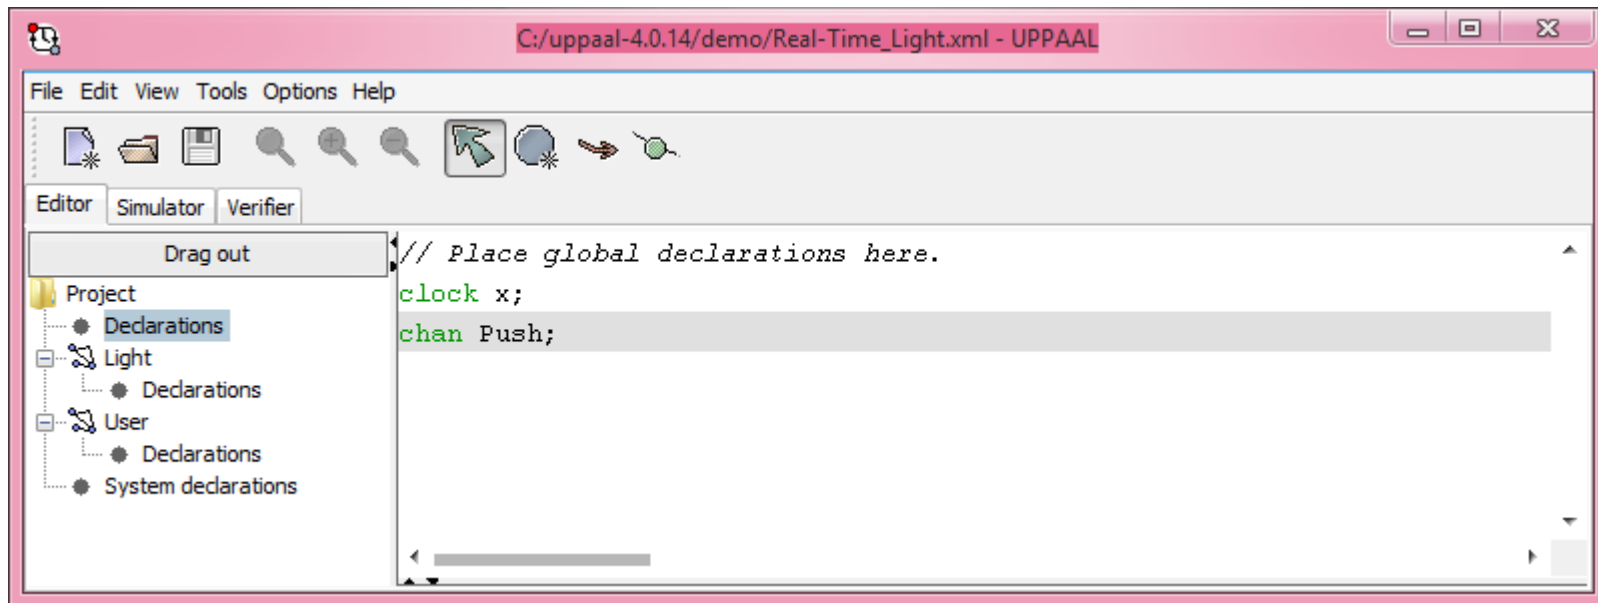 C:/uppaal-4.0.14/demo/Real-Time_Light.xml - UPPAAL
File Edit View Tools Options Help
Editor Simulator Verifier
Drag out
Project
Declarations
Light
Declarations
User
Declarations
System declarations
// Place global declarations here.
clock x;
chan Push;